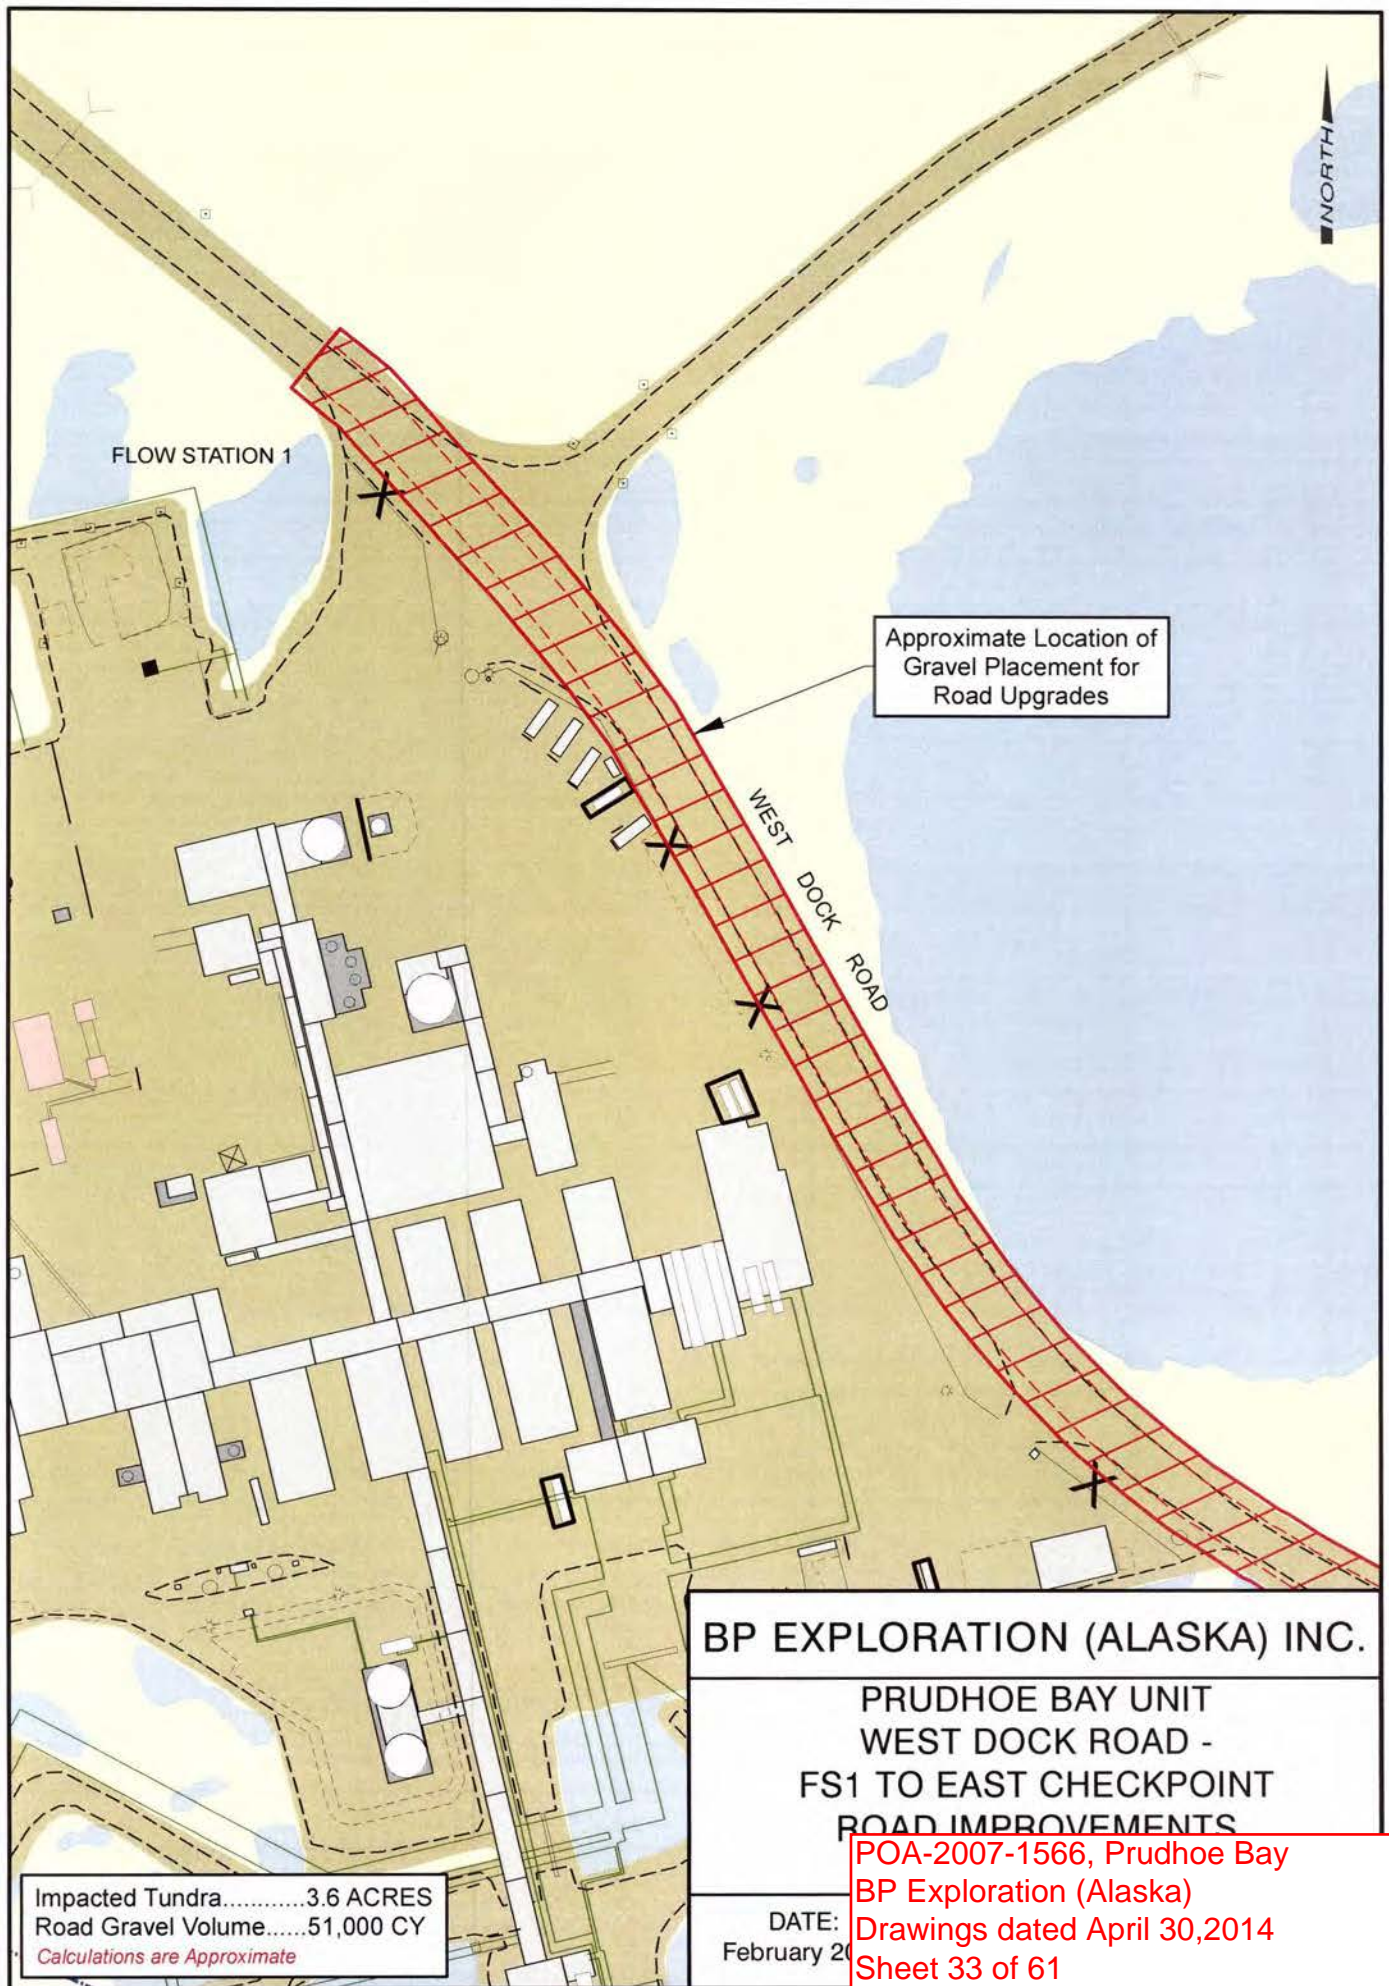 NORTH
FLOW STATION 1
Approximate Location of
Gravel Placement for
Road Upgrades
WEST DOCK ROAD
BP EXPLORATION (ALASKA) INC.
PRUDHOE BAY UNIT
WEST DOCK ROAD -
FS1 TO EAST CHECKPOINT
ROAD IMPROVEMENTS
Impacted Tundra............3.6 ACRES
Road Gravel Volume......51,000 CY
Calculations are Approximate
DATE:
February
POA-2007-1566, Prudhoe Bay
BP Exploration (Alaska)
Drawings dated April 30,2014
Sheet 33 of 61